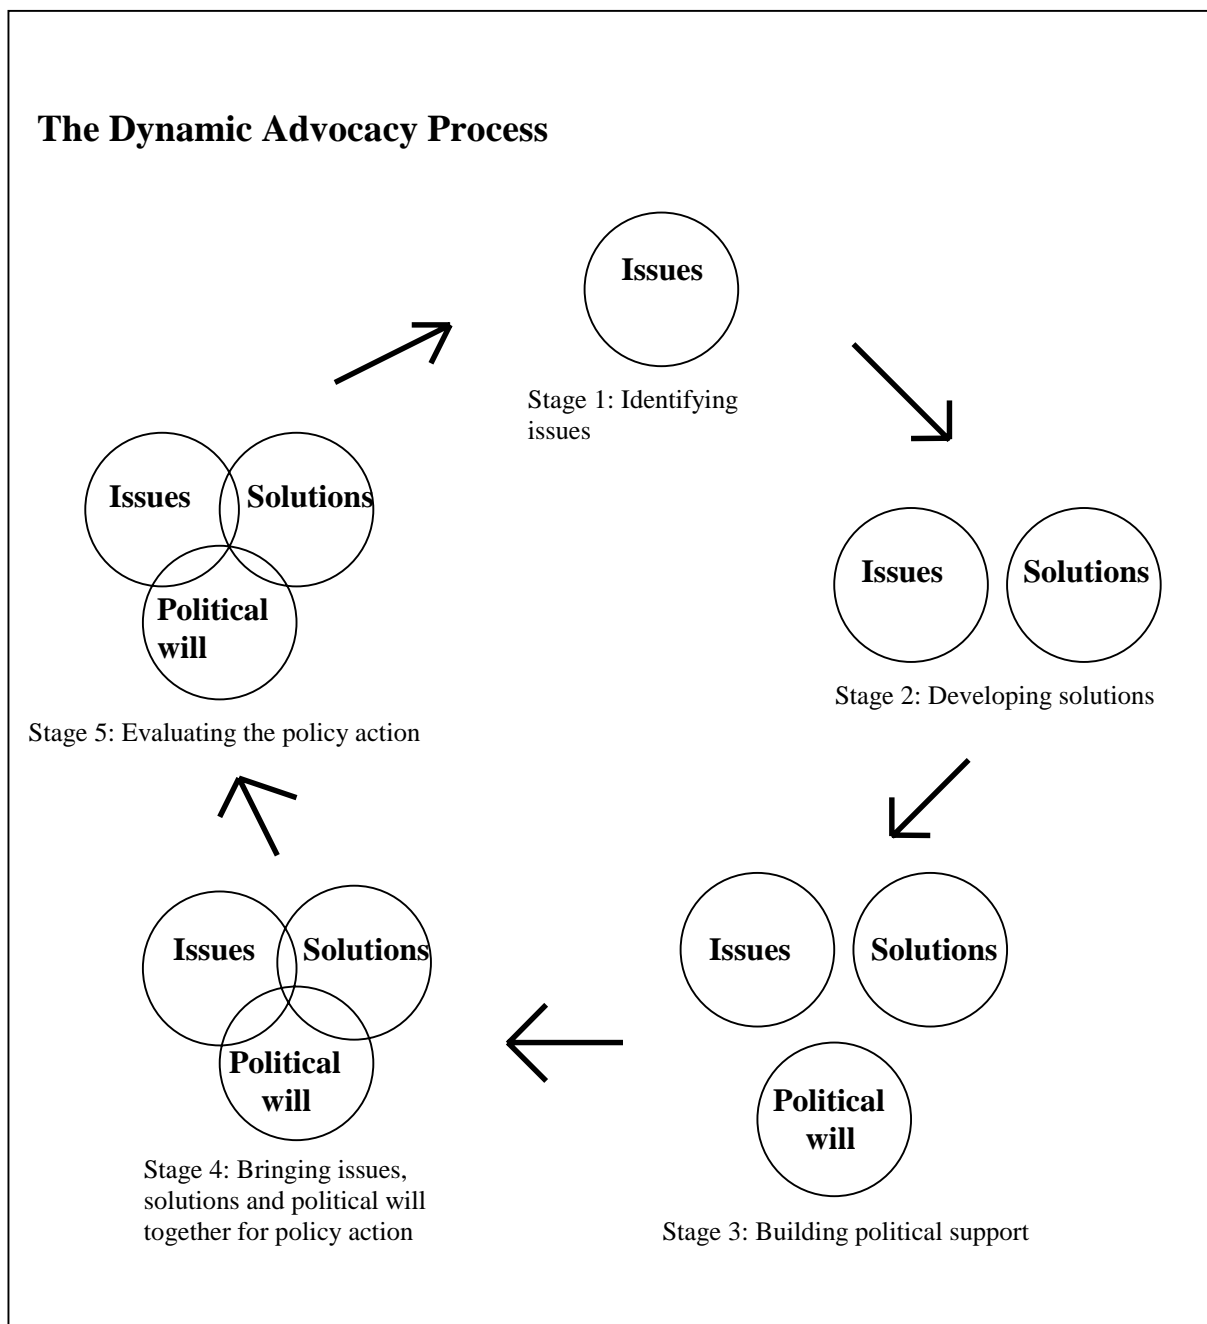 The Dynamic Advocacy Process
Issues
Stage 1: Identifying
issues
Issues
Solutions
Stage 2: Developing solutions
Issues
Solutions
Political
will
Stage 3: Building political support
Issues
Solutions
Political
will
Stage 4: Bringing issues,
solutions and political will
together for policy action
Issues
Solutions
Political
will
Stage 5: Evaluating the policy action